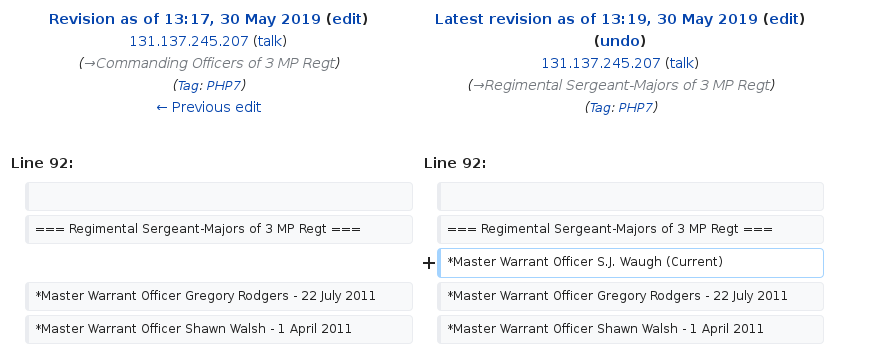 Revision as of 13:17, 30 May 2019 (edit)
131.137.245.207 (talk)
(→Commanding Officers of 3 MP Regt)
(Tag: PHP7)
← Previous edit
Latest revision as of 13:19, 30 May 2019 (edit)
(undo)
131.137.245.207 (talk)
(→Regimental Sergeant-Majors of 3 MP Regt)
(Tag: PHP7)
Line 92:
Line 92:
=== Regimental Sergeant-Majors of 3 MP Regt ===
=== Regimental Sergeant-Majors of 3 MP Regt ===
+ *Master Warrant Officer S.J. Waugh (Current)
*Master Warrant Officer Gregory Rodgers - 22 July 2011
*Master Warrant Officer Gregory Rodgers - 22 July 2011
*Master Warrant Officer Shawn Walsh - 1 April 2011
*Master Warrant Officer Shawn Walsh - 1 April 2011